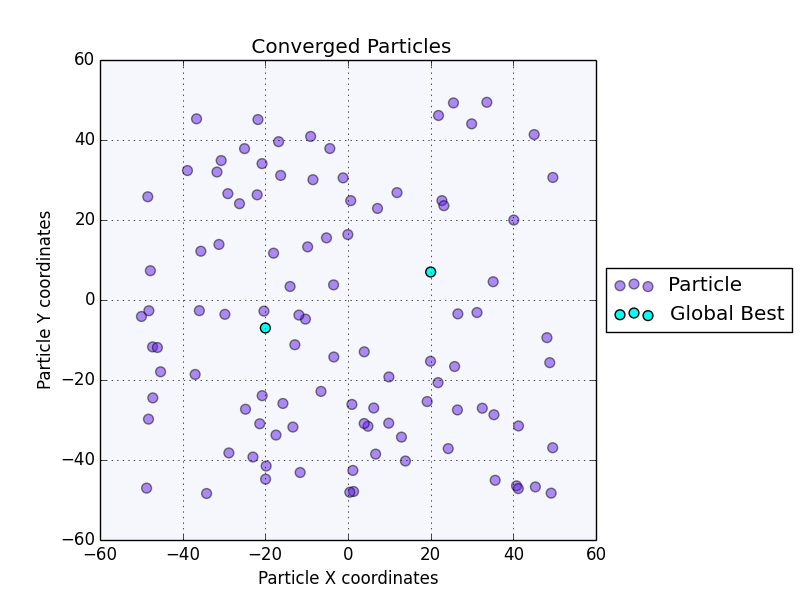 Converged Particles
60
40
20
0
−20
−40
−60
Particle Y coordinates
−60 −40 −20 0 20 40 60
Particle X coordinates
Particle
Global Best